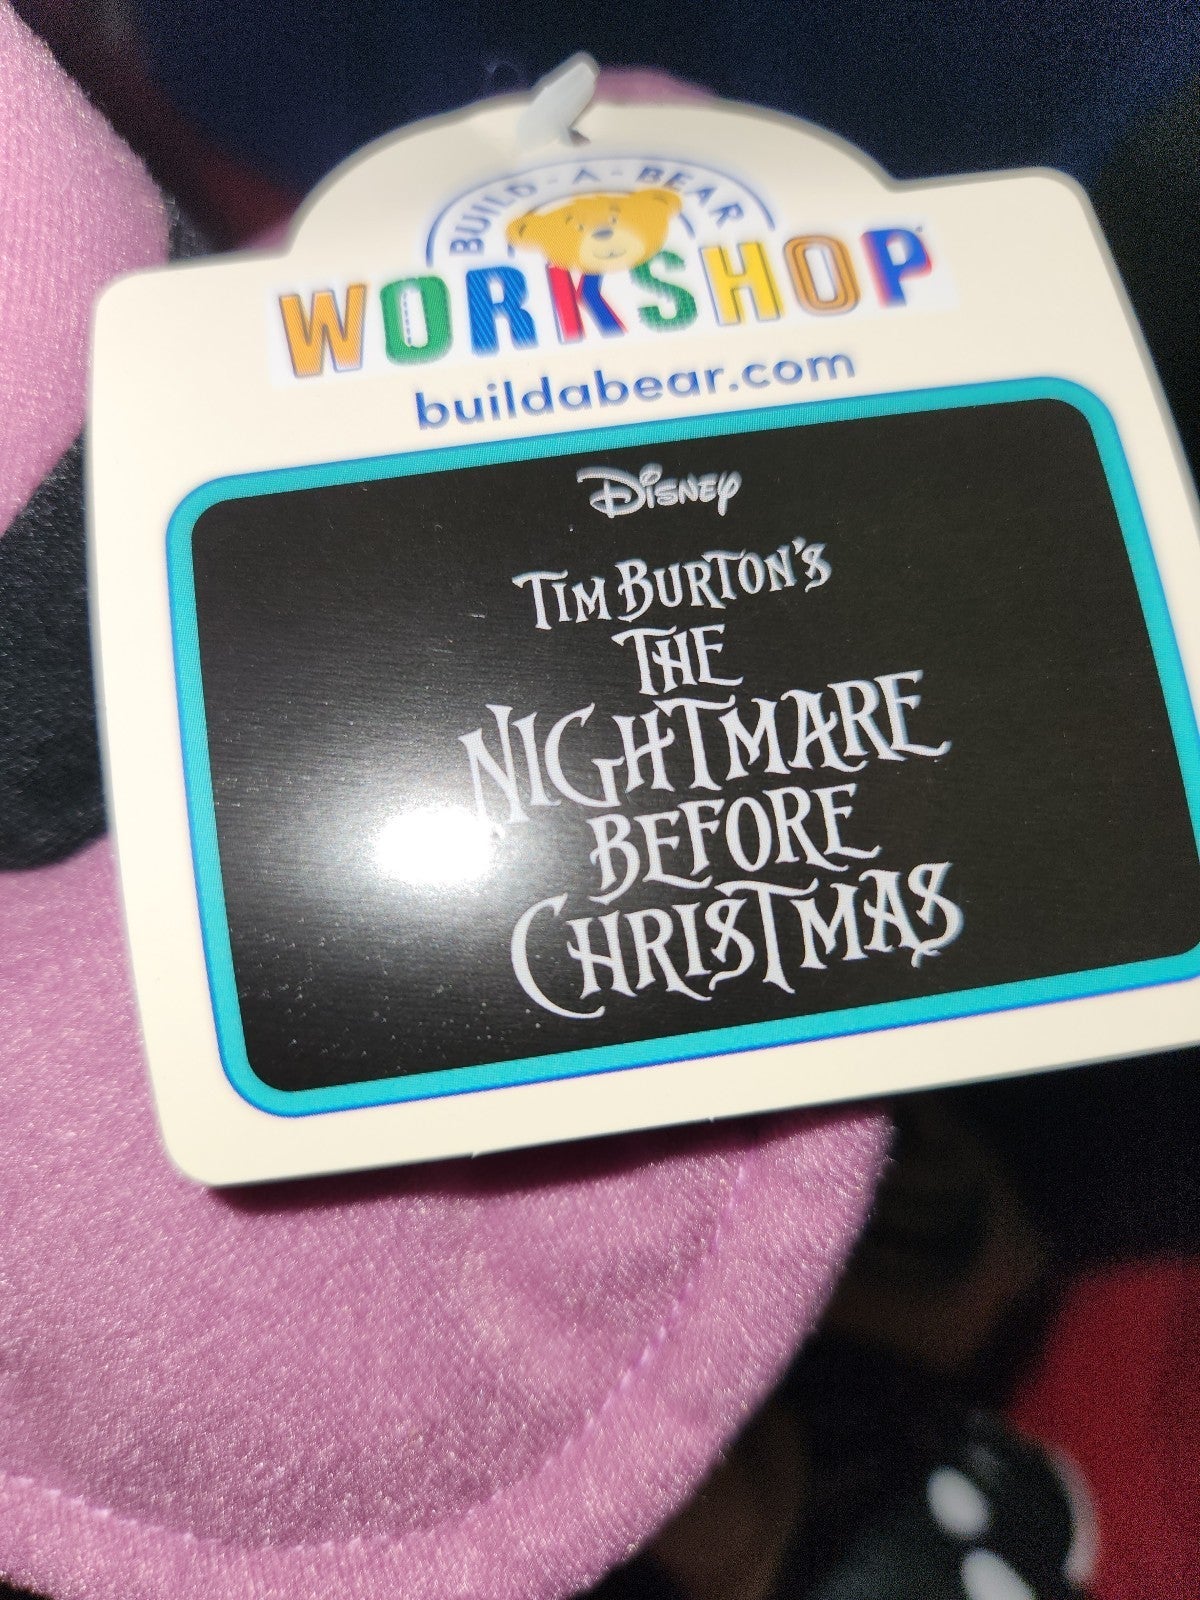 BUILD-A-BEAR
WORKSHOP
buildabear.com
Disney
TIM BURTON'S
THE
NIGHTMARE
BEFORE
CHRISTMAS